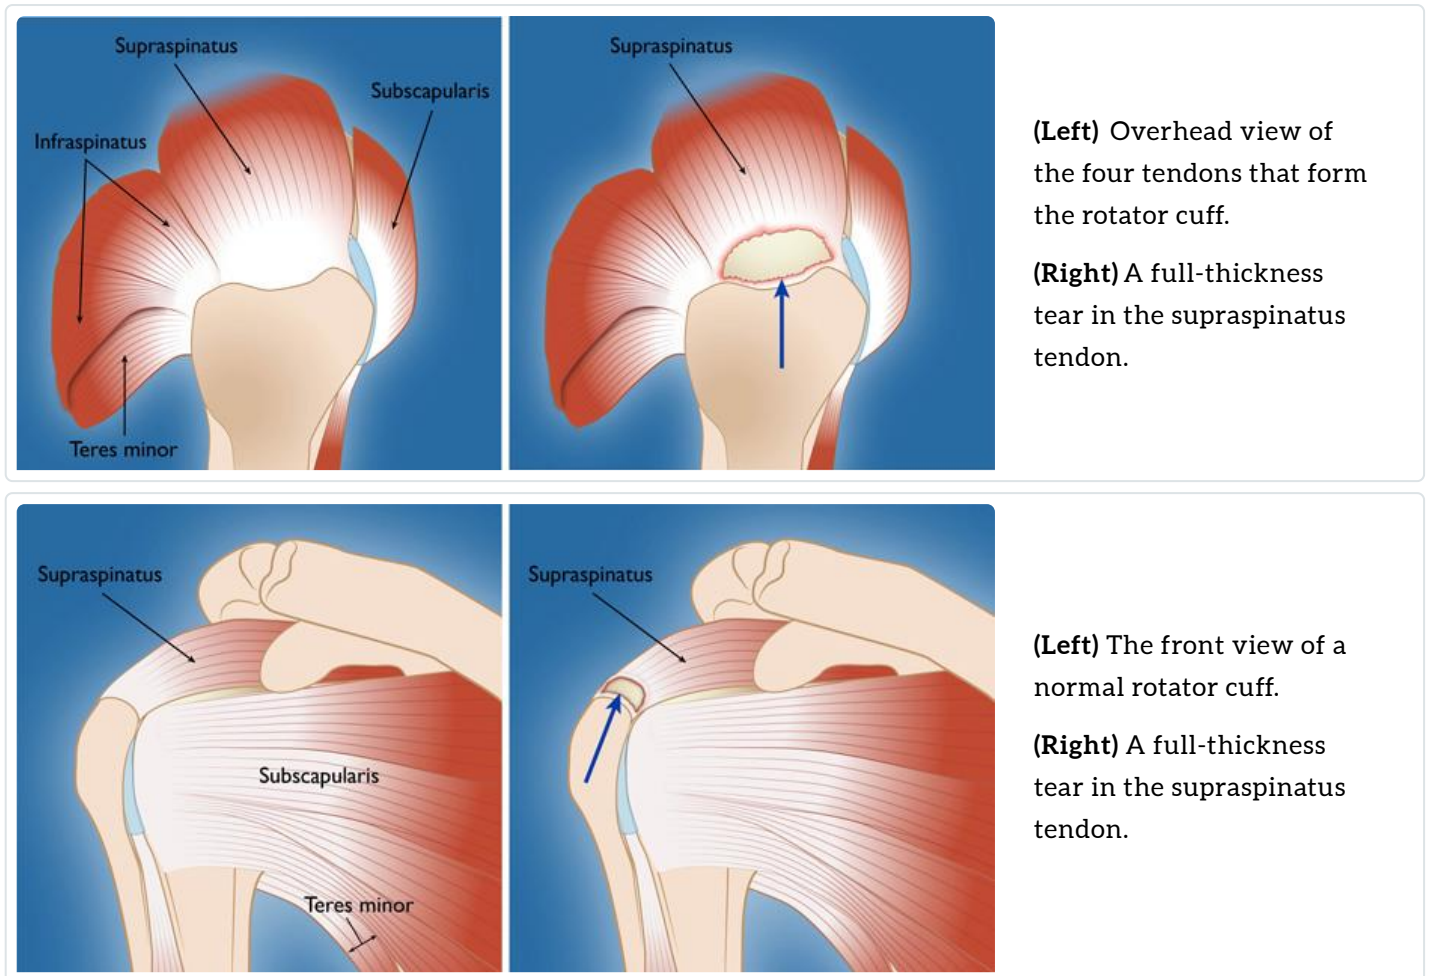 Supraspinatus
Subscapularis
Infraspinatus
Teres minor
Supraspinatus
(Left) Overhead view of
the four tendons that form
the rotator cuff.
(Right) A full-thickness
tear in the supraspinatus
tendon.
Supraspinatus
Subscapularis
Teres minor
Supraspinatus
(Left) The front view of a
normal rotator cuff.
(Right) A full-thickness
tear in the supraspinatus
tendon.